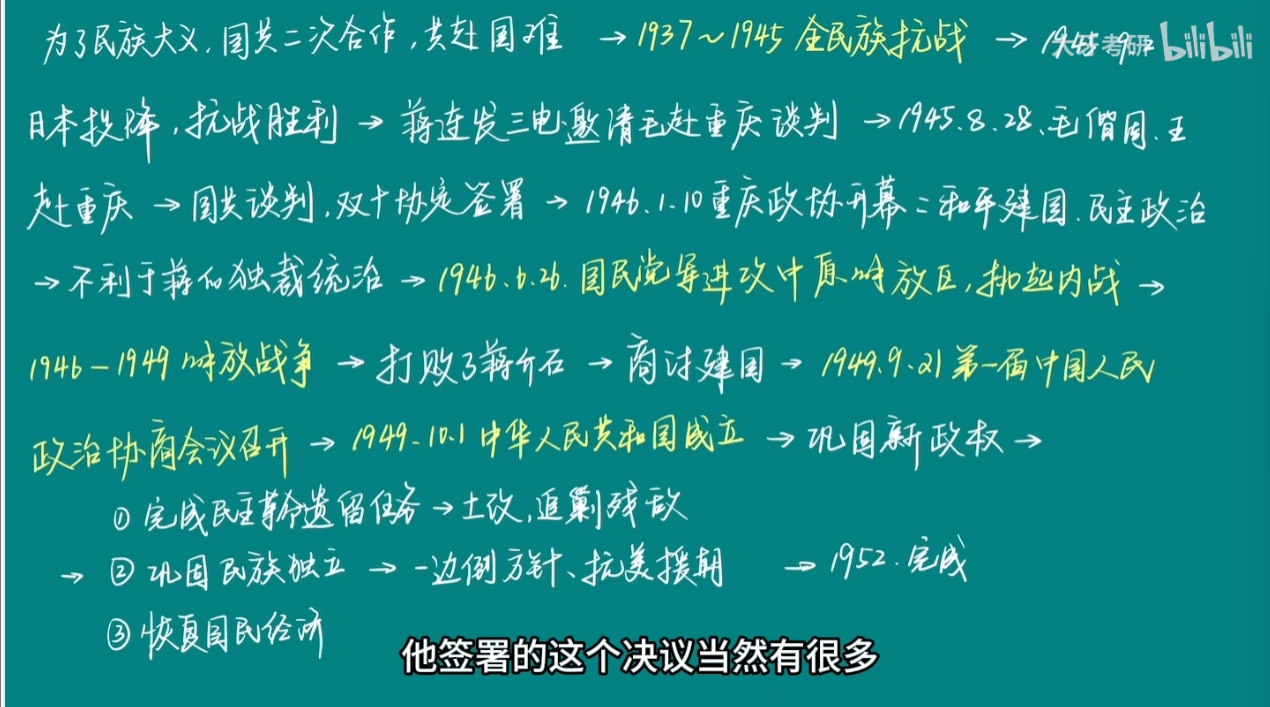 为了民族大义,国共二次合作,共赴国难 → 1937~1945 全民族抗战 → 1945.9.2
大牙考研 bilibili
日本投降,抗战胜利 → 蒋连发三电邀请毛赴重庆谈判 → 1945.8.28、毛偕周、王
赴重庆 → 国共谈判,双十协定签署 → 1946.1.10重庆政协开幕:和平建国、民主政治
→ 不利于蒋的独裁统治 → 1946.6.26.国民党军进攻中原解放区,挑起内战 →
1946-1949 解放战争 → 打败了蒋介石 → 商讨建国 → 1949.9.21第一届中国人民
政治协商会议召开 → 1949.10.1中华人民共和国成立 → 巩固新政权 →
① 完成民主革命遗留任务 → 土改,追剿残敌
→ ② 巩固民族独立 → 一边倒方针、抗美援朝 → 1952.完成
③ 恢复国民经济
他签署的这个决议当然有很多